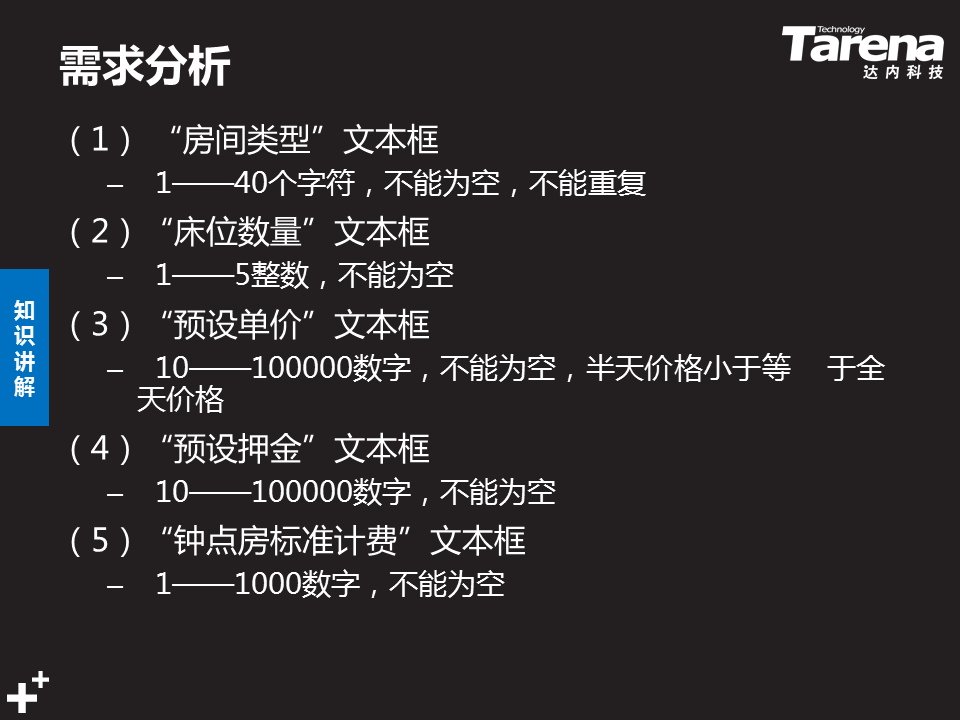 需求分析
Technology
Tarena
达内科技
（1） “房间类型”文本框
– 1——40个字符，不能为空，不能重复
（2）“床位数量”文本框
– 1——5整数，不能为空
（3）“预设单价”文本框
– 10——100000数字，不能为空，半天价格小于等 于全
天价格
（4）“预设押金”文本框
– 10——100000数字，不能为空
（5）“钟点房标准计费”文本框
– 1——1000数字，不能为空
知
识
讲
解